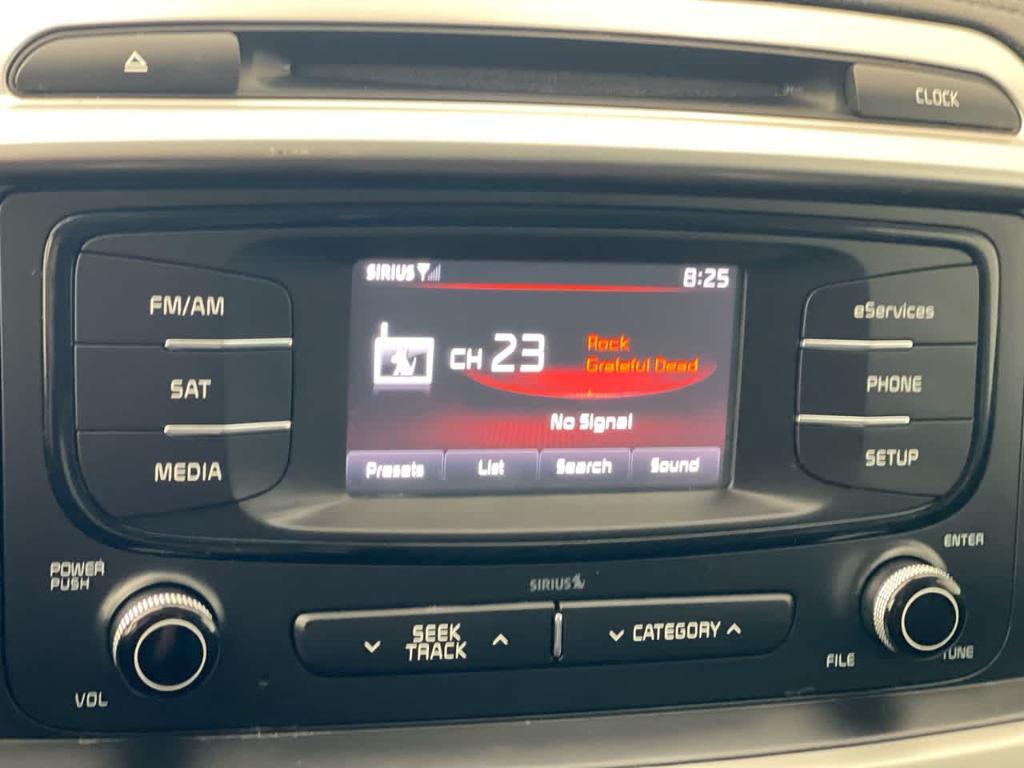 CLOCK
SIRIUS 8:25
FM/AM
eServices
CH 23
Rock
Grateful Dead
SAT
PHONE
No Signal
MEDIA
Presets List Search Sound
SETUP
POWER
PUSH
ENTER
SIRIUS
SEEK
TRACK
CATEGORY
VOL
FILE
TUNE